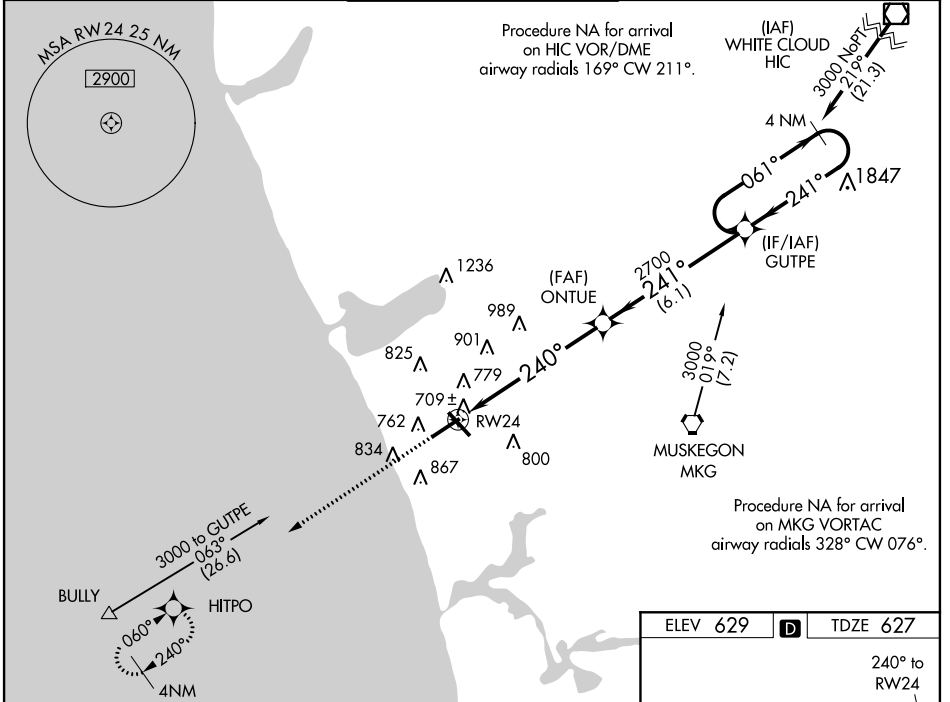 MSA RW24 25 NM
2900
Procedure NA for arrival
on HIC VOR/DME
airway radials 169° CW 211°.
(IAF)
WHITE CLOUD
HIC
3000 NoPT
219°
(21.3)
4 NM
061°
241°
1847
(IF/IAF)
GUTPE
2700
241°
(6.1)
(FAF)
ONTUE
1236
989
901
825
779
240°
709±
762
RW24
834
867
800
3000
019°
(7.2)
MUSKEGON
MKG
Procedure NA for arrival
on MKG VORTAC
airway radials 328° CW 076°.
3000 to GUTPE
063°
(26.6)
BULLY
HITPO
060°
240°
4NM
ELEV 629
D
TDZE 627
240° to
RW24